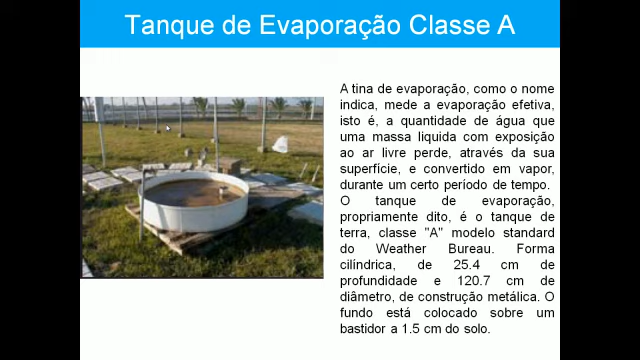 Tanque de Evaporação Classe A
A tina de evaporação, como o nome
indica, mede a evaporação efetiva,
isto é, a quantidade de água que
uma massa liquida com exposição
ao ar livre perde, através da sua
superfície, e convertido em vapor,
durante um certo período de tempo.
O tanque de evaporação,
propriamente dito, é o tanque de
terra, classe "A" modelo standard
do Weather Bureau. Forma
cilíndrica, de 25.4 cm de
profundidade e 120.7 cm de
diâmetro, de construção metálica. O
fundo está colocado sobre um
bastidor a 1.5 cm do solo.